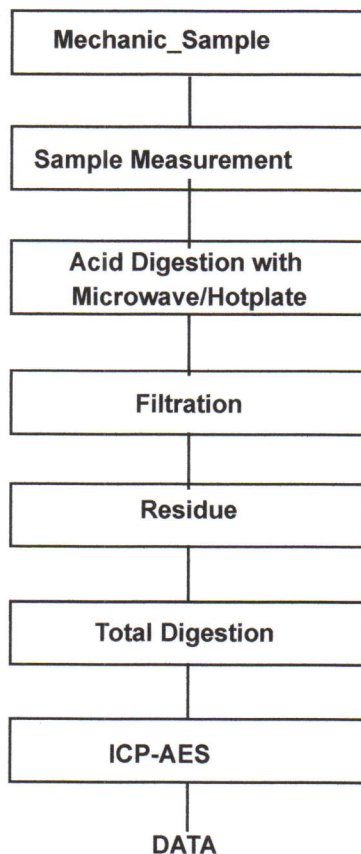 Mechanic_Sample
Sample Measurement
Acid Digestion with
Microwave/Hotplate
Filtration
Residue
Total Digestion
ICP-AES
DATA